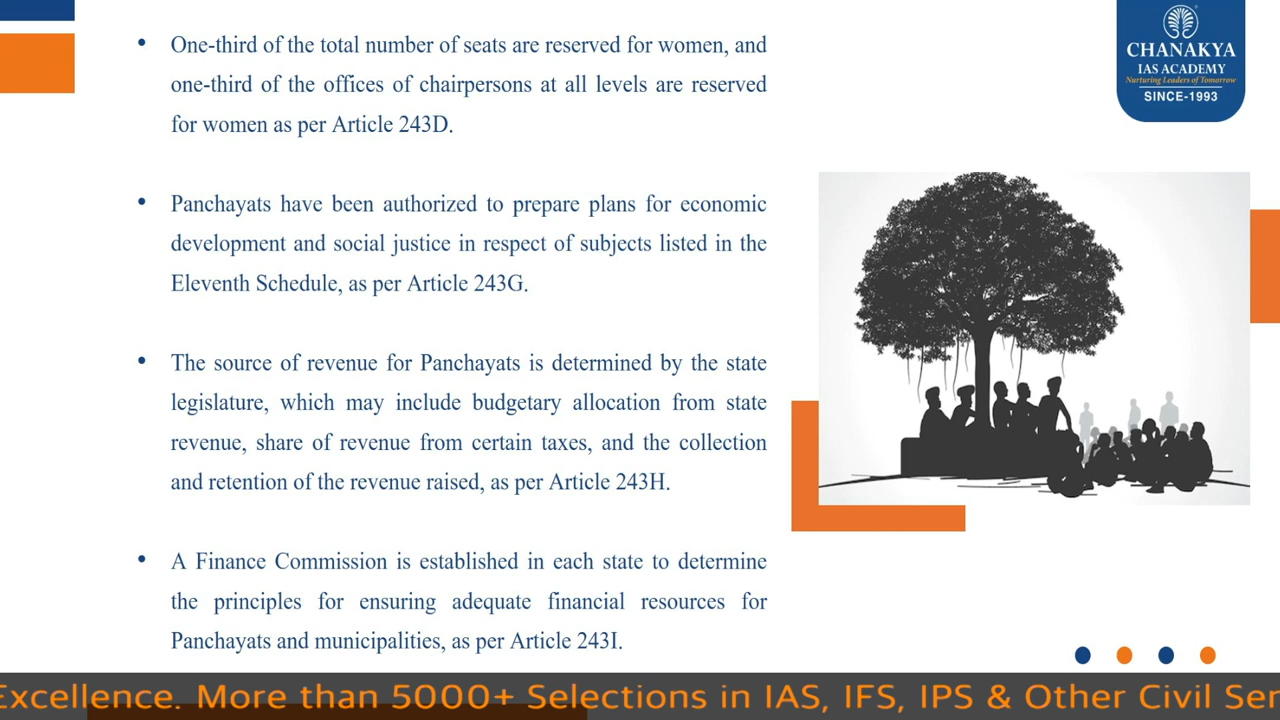 One-third of the total number of seats are reserved for women, and
one-third of the offices of chairpersons at all levels are reserved
for women as per Article 243D.
Panchayats have been authorized to prepare plans for economic
development and social justice in respect of subjects listed in the
Eleventh Schedule, as per Article 243G.
The source of revenue for Panchayats is determined by the state
legislature, which may include budgetary allocation from state
revenue, share of revenue from certain taxes, and the collection
and retention of the revenue raised, as per Article 243H.
A Finance Commission is established in each state to determine
the principles for ensuring adequate financial resources for
Panchayats and municipalities, as per Article 243I.
CHANAKYA
IAS ACADEMY
Nurturing Leaders of Tomorrow
SINCE-1993
Excellence. More than 5000+ Selections in IAS, IFS, IPS & Other Civil Ser